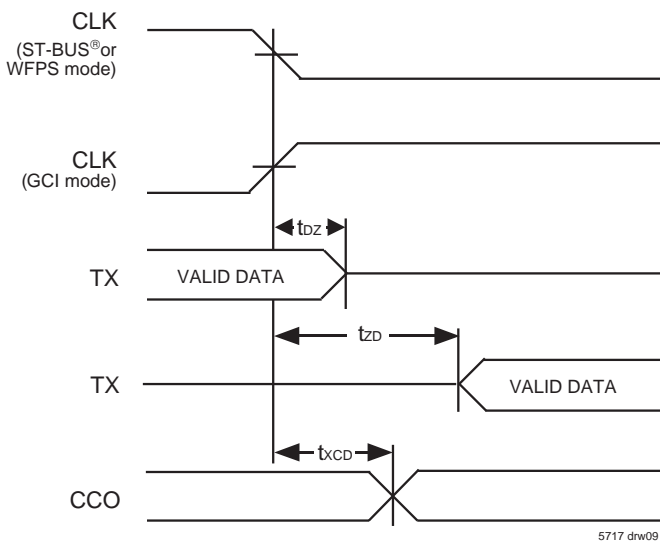 CLK
(ST-BUS®or
WFPS mode)
CLK
(GCI mode)
tDZ
TX
VALID DATA
tZD
TX
VALID DATA
tXCD
CCO
5717 drw09